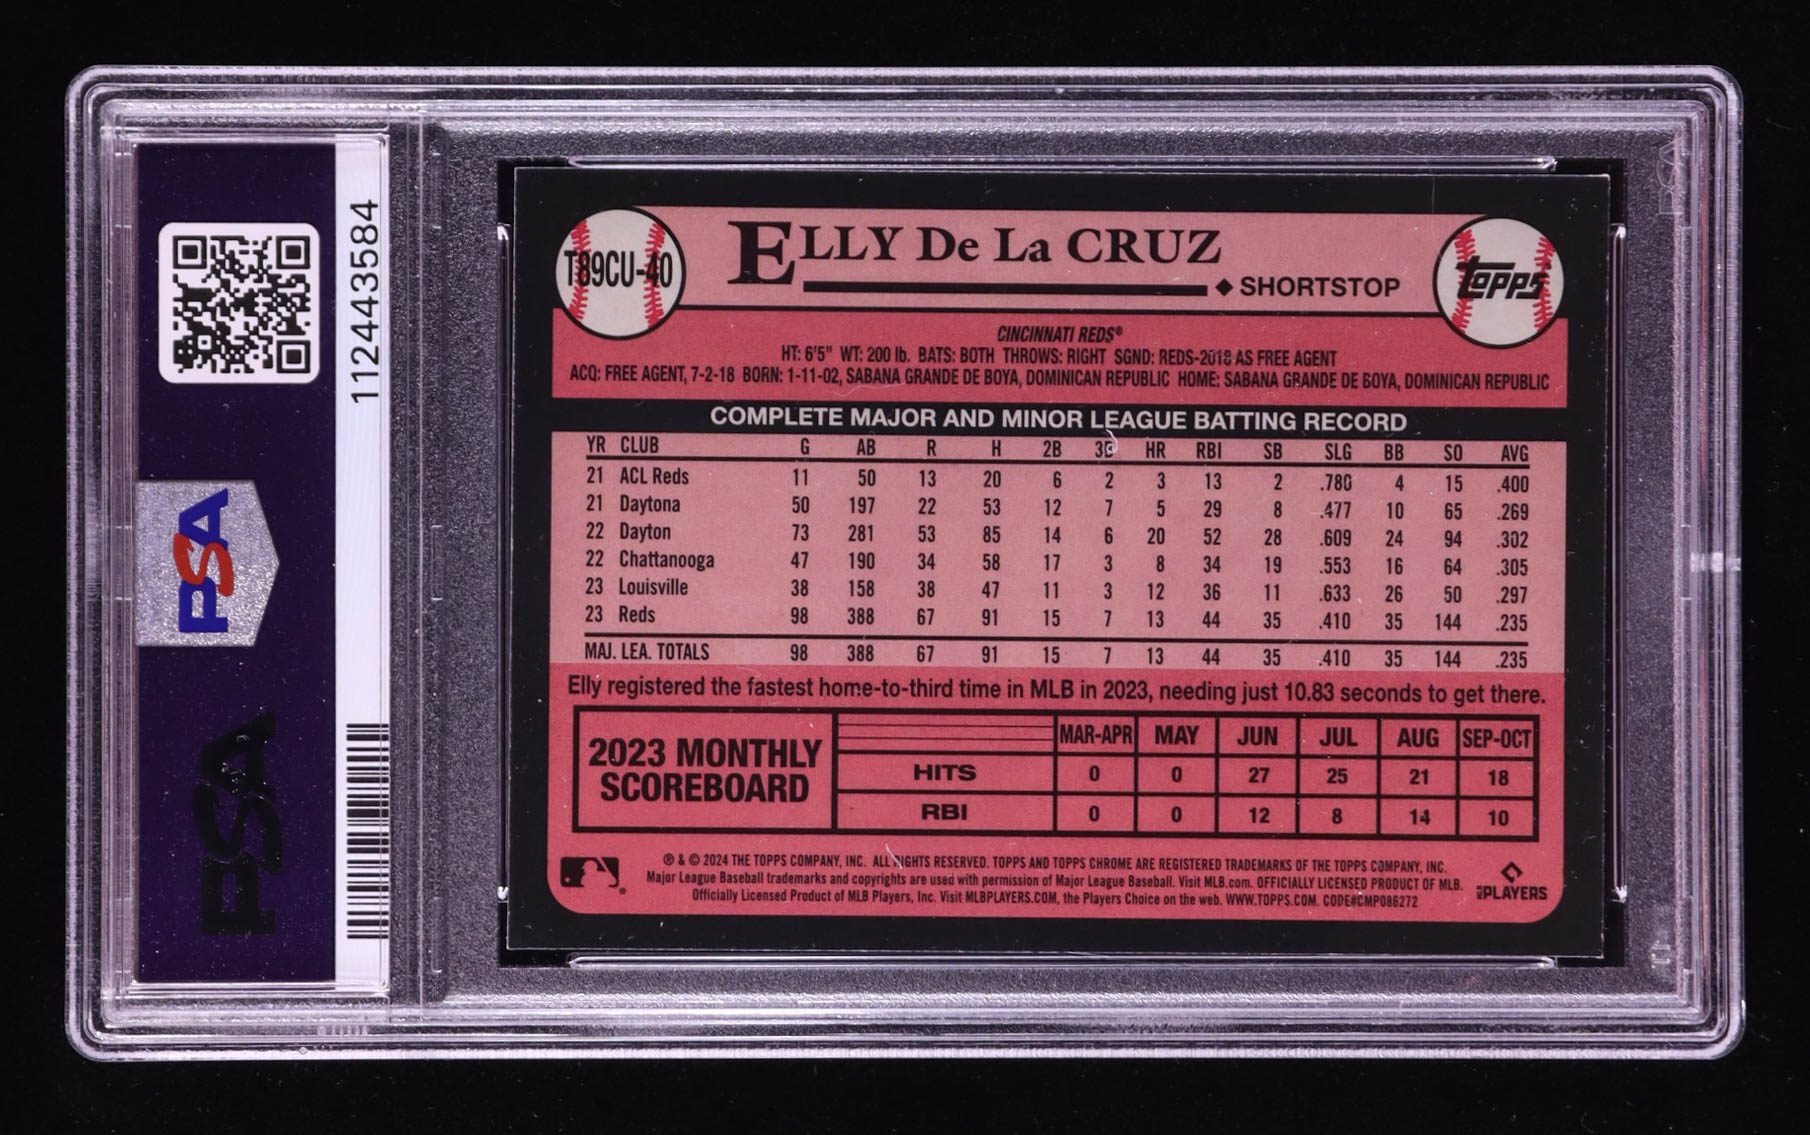 112443584
PSA
PSA
T89CU-40
ELLY De La CRUZ
SHORTSTOP
TOPPS
CINCINNATI REDS®
HT: 6'5" WT: 200 lb. BATS: BOTH THROWS: RIGHT SGND: REDS-2018 AS FREE AGENT
ACQ: FREE AGENT, 7-2-18 BORN: 1-11-02, SABANA GRANDE DE BOYA, DOMINICAN REPUBLIC HOME: SABANA GRANDE DE BOYA, DOMINICAN REPUBLIC
COMPLETE MAJOR AND MINOR LEAGUE BATTING RECORD
YR CLUB G AB R H 2B 3B HR RBI SB SLG BB SO AVG
21 ACL Reds 11 50 13 20 6 2 3 13 2 .780 4 15 .400
21 Daytona 50 197 22 53 12 7 5 29 8 .477 10 65 .269
22 Dayton 73 281 53 85 14 6 20 52 28 .609 24 94 .302
22 Chattanooga 47 190 34 58 17 3 8 34 19 .553 16 64 .305
23 Louisville 38 158 38 47 11 3 12 36 11 .633 26 50 .297
23 Reds 98 388 67 91 15 7 13 44 35 .410 35 144 .235
MAJ. LEA. TOTALS 98 388 67 91 15 7 13 44 35 .410 35 144 .235
Elly registered the fastest home-to-third time in MLB in 2023, needing just 10.83 seconds to get there.
2023 MONTHLY
SCOREBOARD
MAR-APR MAY JUN JUL AUG SEP-OCT
HITS 0 0 27 25 21 18
RBI 0 0 12 8 14 10
® & © 2024 THE TOPPS COMPANY, INC. ALL RIGHTS RESERVED. TOPPS AND TOPPS CHROME ARE REGISTERED TRADEMARKS OF THE TOPPS COMPANY, INC.
Major League Baseball trademarks and copyrights are used with permission of Major League Baseball. Visit MLB.com. OFFICIALLY LICENSED PRODUCT OF MLB.
Officially Licensed Product of MLB Players, Inc. Visit MLBPLAYERS.COM, the Players Choice on the web. WWW.TOPPS.COM. CODE#CMP086272
MLB PLAYERS